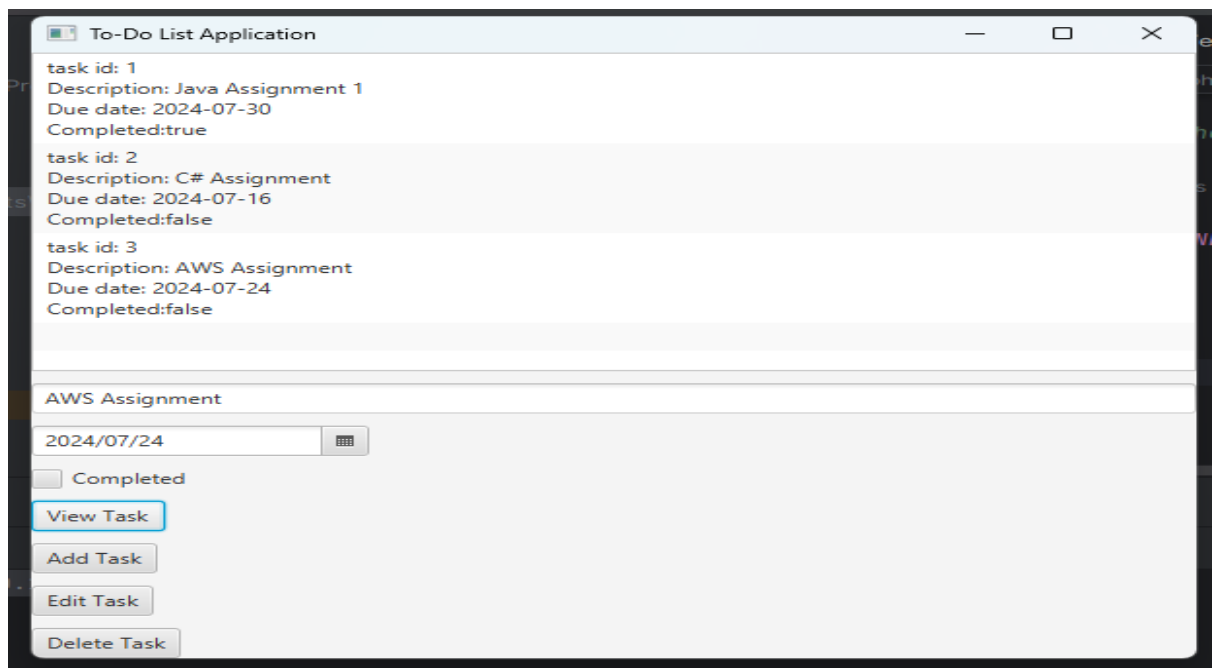 To-Do List Application
task id: 1
Description: Java Assignment 1
Due date: 2024-07-30
Completed:true
task id: 2
Description: C# Assignment
Due date: 2024-07-16
Completed:false
task id: 3
Description: AWS Assignment
Due date: 2024-07-24
Completed:false
AWS Assignment
2024/07/24
Completed
View Task
Add Task
Edit Task
Delete Task